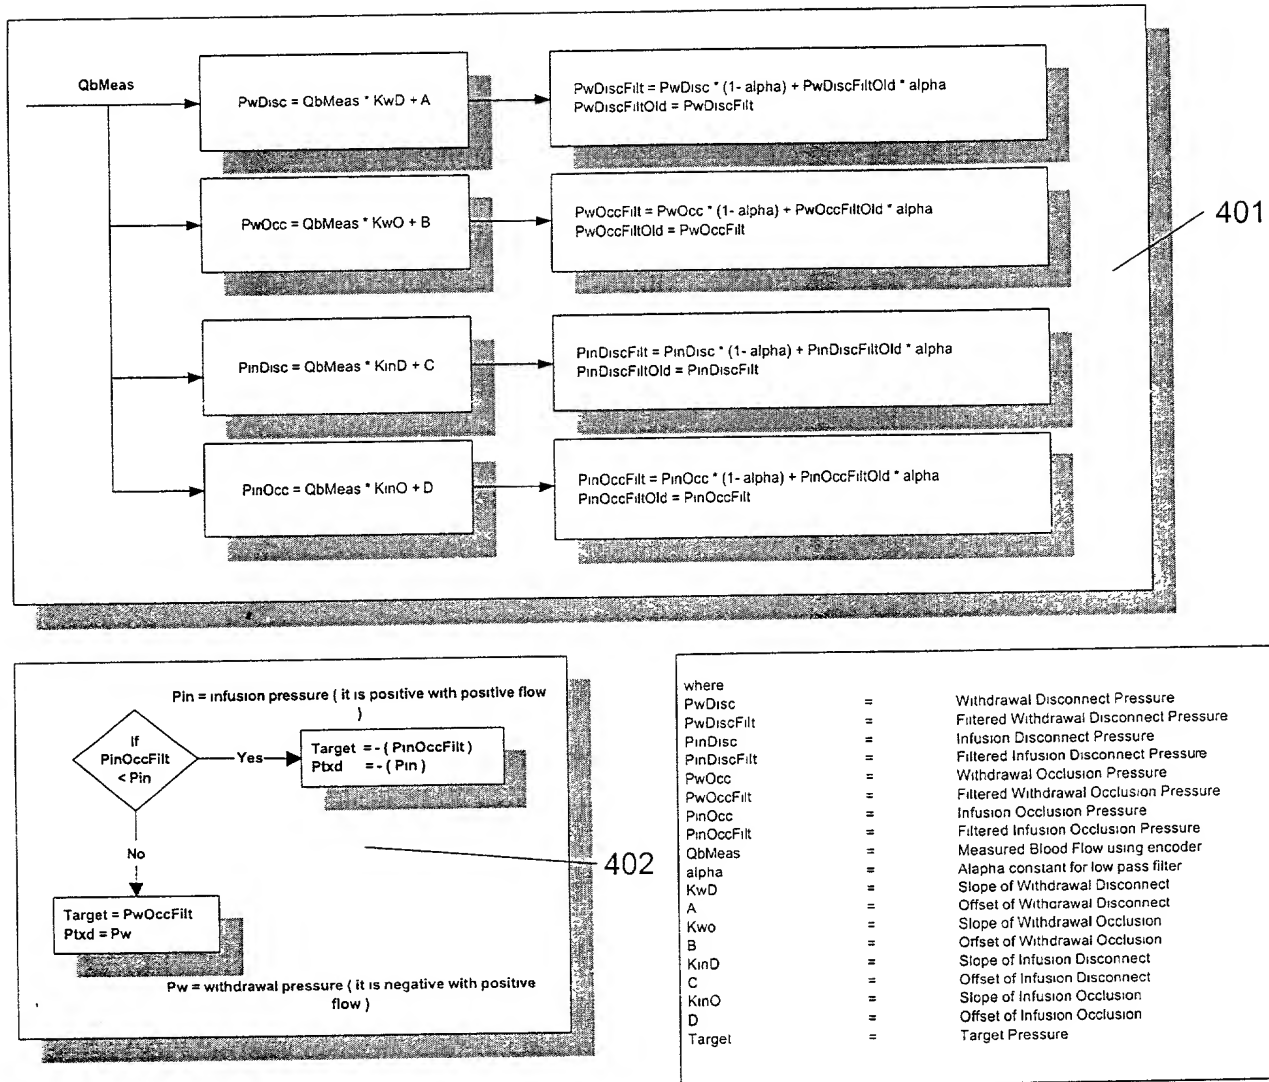 QbMeas
PwDisc = QbMeas * KwD + A
PwDiscFilt = PwDisc * (1- alpha) + PwDiscFiltOld * alpha
PwDiscFiltOld = PwDiscFilt
PwOcc = QbMeas * KwO + B
PwOccFilt = PwOcc * (1- alpha) + PwOccFiltOld * alpha
PwOccFiltOld = PwOccFilt
401
PinDisc = QbMeas * KinD + C
PinDiscFilt = PinDisc * (1- alpha) + PinDiscFiltOld * alpha
PinDiscFiltOld = PinDiscFilt
PinOcc = QbMeas * KinO + D
PinOccFilt = PinOcc * (1- alpha) + PinOccFiltOld * alpha
PinOccFiltOld = PinOccFilt
Pin = infusion pressure ( it is positive with positive flow
)
If
PinOccFilt
< Pin
Yes
Target = - ( PinOccFilt )
Ptxd = - ( Pin )
No
402
Target = PwOccFilt
Ptxd = Pw
Pw = withdrawal pressure ( it is negative with positive
flow )
where
PwDisc = Withdrawal Disconnect Pressure
PwDiscFilt = Filtered Withdrawal Disconnect Pressure
PinDisc = Infusion Disconnect Pressure
PinDiscFilt = Filtered Infusion Disconnect Pressure
PwOcc = Withdrawal Occlusion Pressure
PwOccFilt = Filtered Withdrawal Occlusion Pressure
PinOcc = Infusion Occlusion Pressure
PinOccFilt = Filtered Infusion Occlusion Pressure
QbMeas = Measured Blood Flow using encoder
alpha = Alapha constant for low pass filter
KwD = Slope of Withdrawal Disconnect
A = Offset of Withdrawal Disconnect
Kwo = Slope of Withdrawal Occlusion
B = Offset of Withdrawal Occlusion
KinD = Slope of Infusion Disconnect
C = Offset of Infusion Disconnect
KinO = Slope of Infusion Occlusion
D = Offset of Infusion Occlusion
Target = Target Pressure